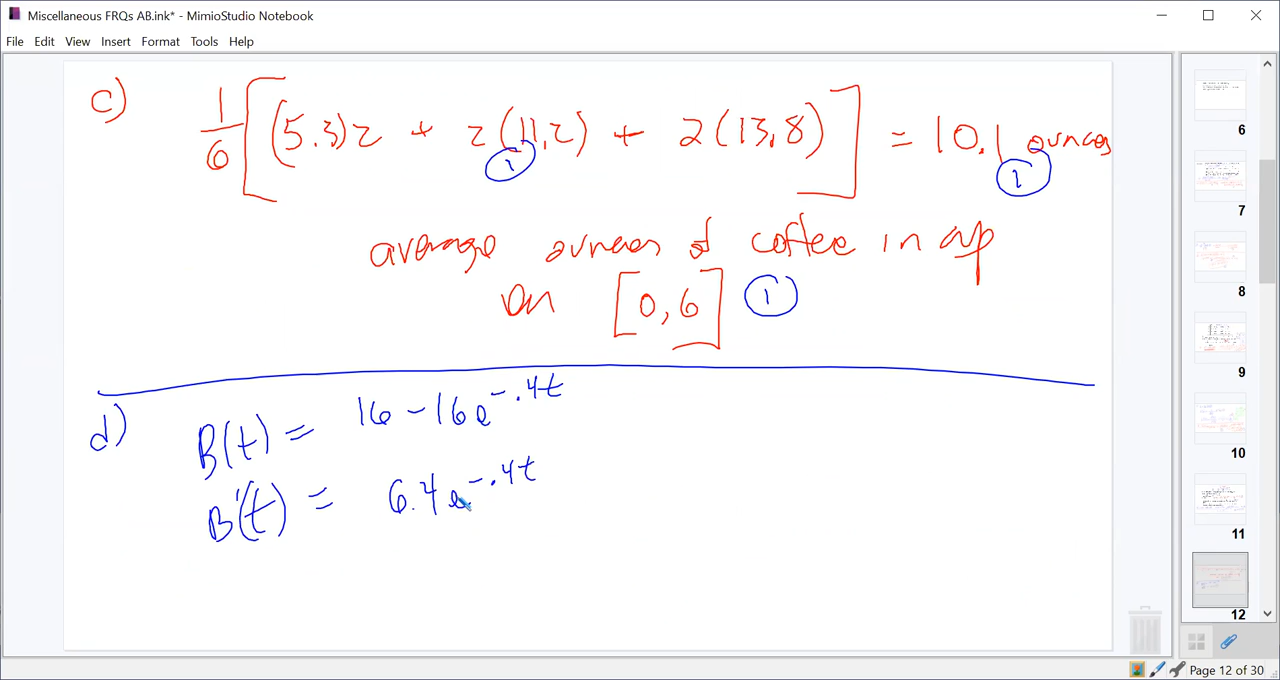 Miscellaneous FRQs AB.ink* - MimioStudio Notebook
File Edit View Insert Format Tools Help
c) 1/6 [(5.3)2 + 2(11.2) + 2(13.8)] = 10.1 ounces
1 1
average ounces of coffee in cup
on [0, 6] 1
d) B(t) = 16 - 16e^-.4t
B'(t) = 6.4e^-.4t
6
7
8
9
10
11
12
Page 12 of 30